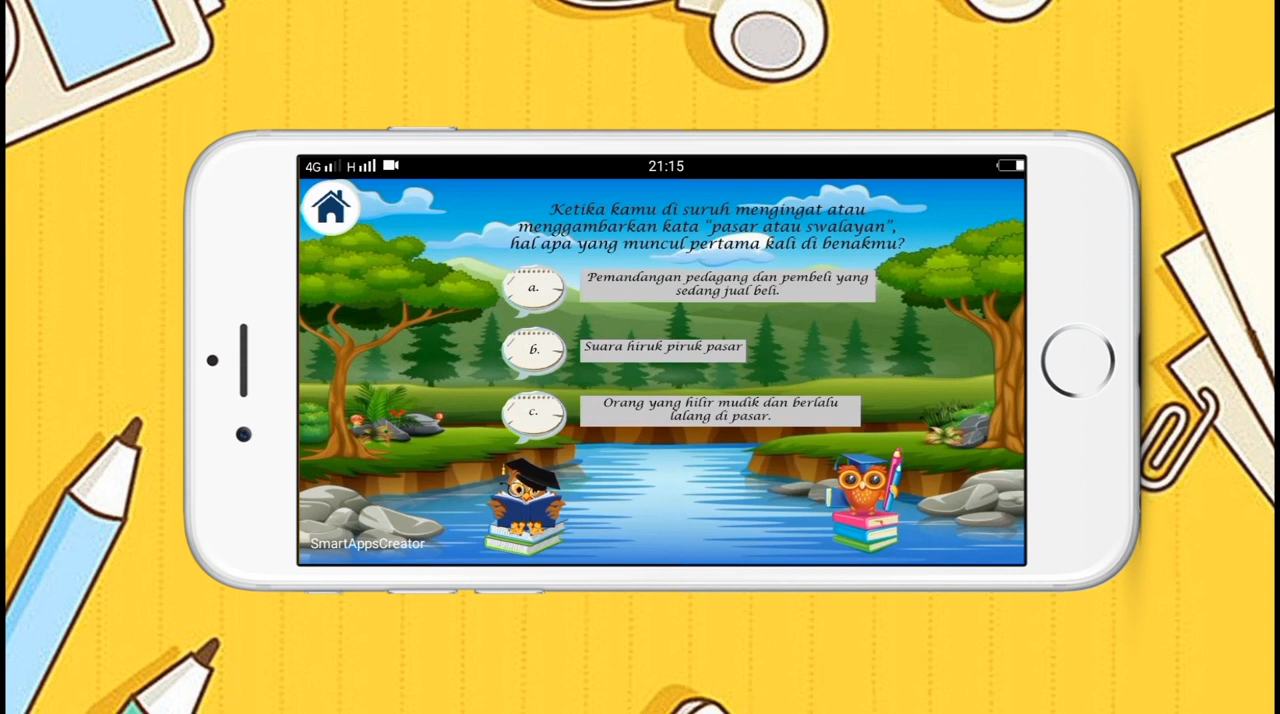 4G H 21:15
Ketika kamu di suruh mengingat atau
menggambarkan kata "pasar atau swalayan",
hal apa yang muncul pertama kali di benakmu?
a. Pemandangan pedagang dan pembeli yang
sedang jual beli.
b. Suara hiruk piruk pasar
c. Orang yang hilir mudik dan berlalu
lalang di pasar.
SmartAppsCreator